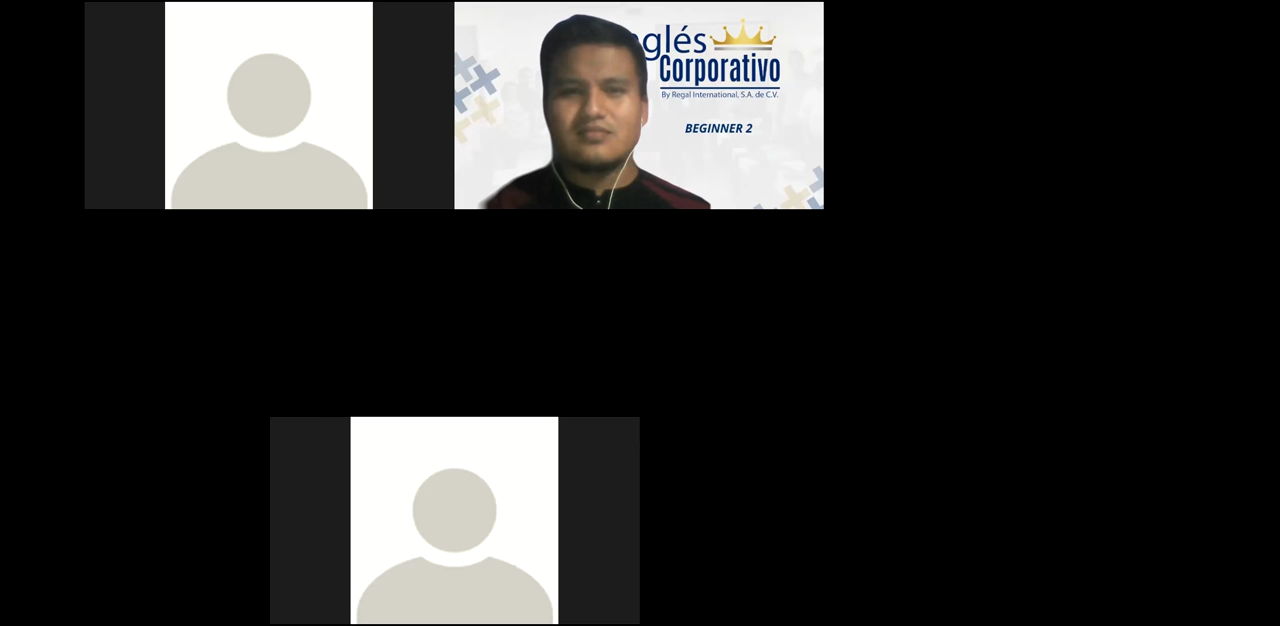 glés
Corporativo
By Regal International, S.A. de C.V.
BEGINNER 2